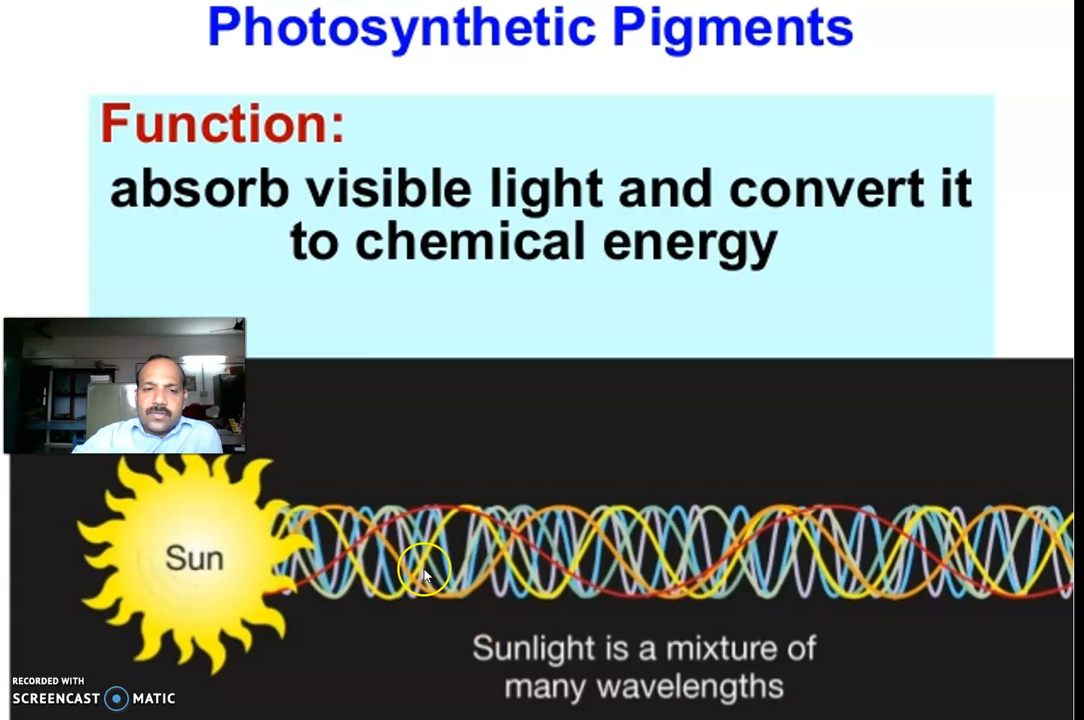 Photosynthetic Pigments
Function:
absorb visible light and convert it
to chemical energy
Sun
Sunlight is a mixture of
many wavelengths
RECORDED WITH
SCREENCAST MATIC